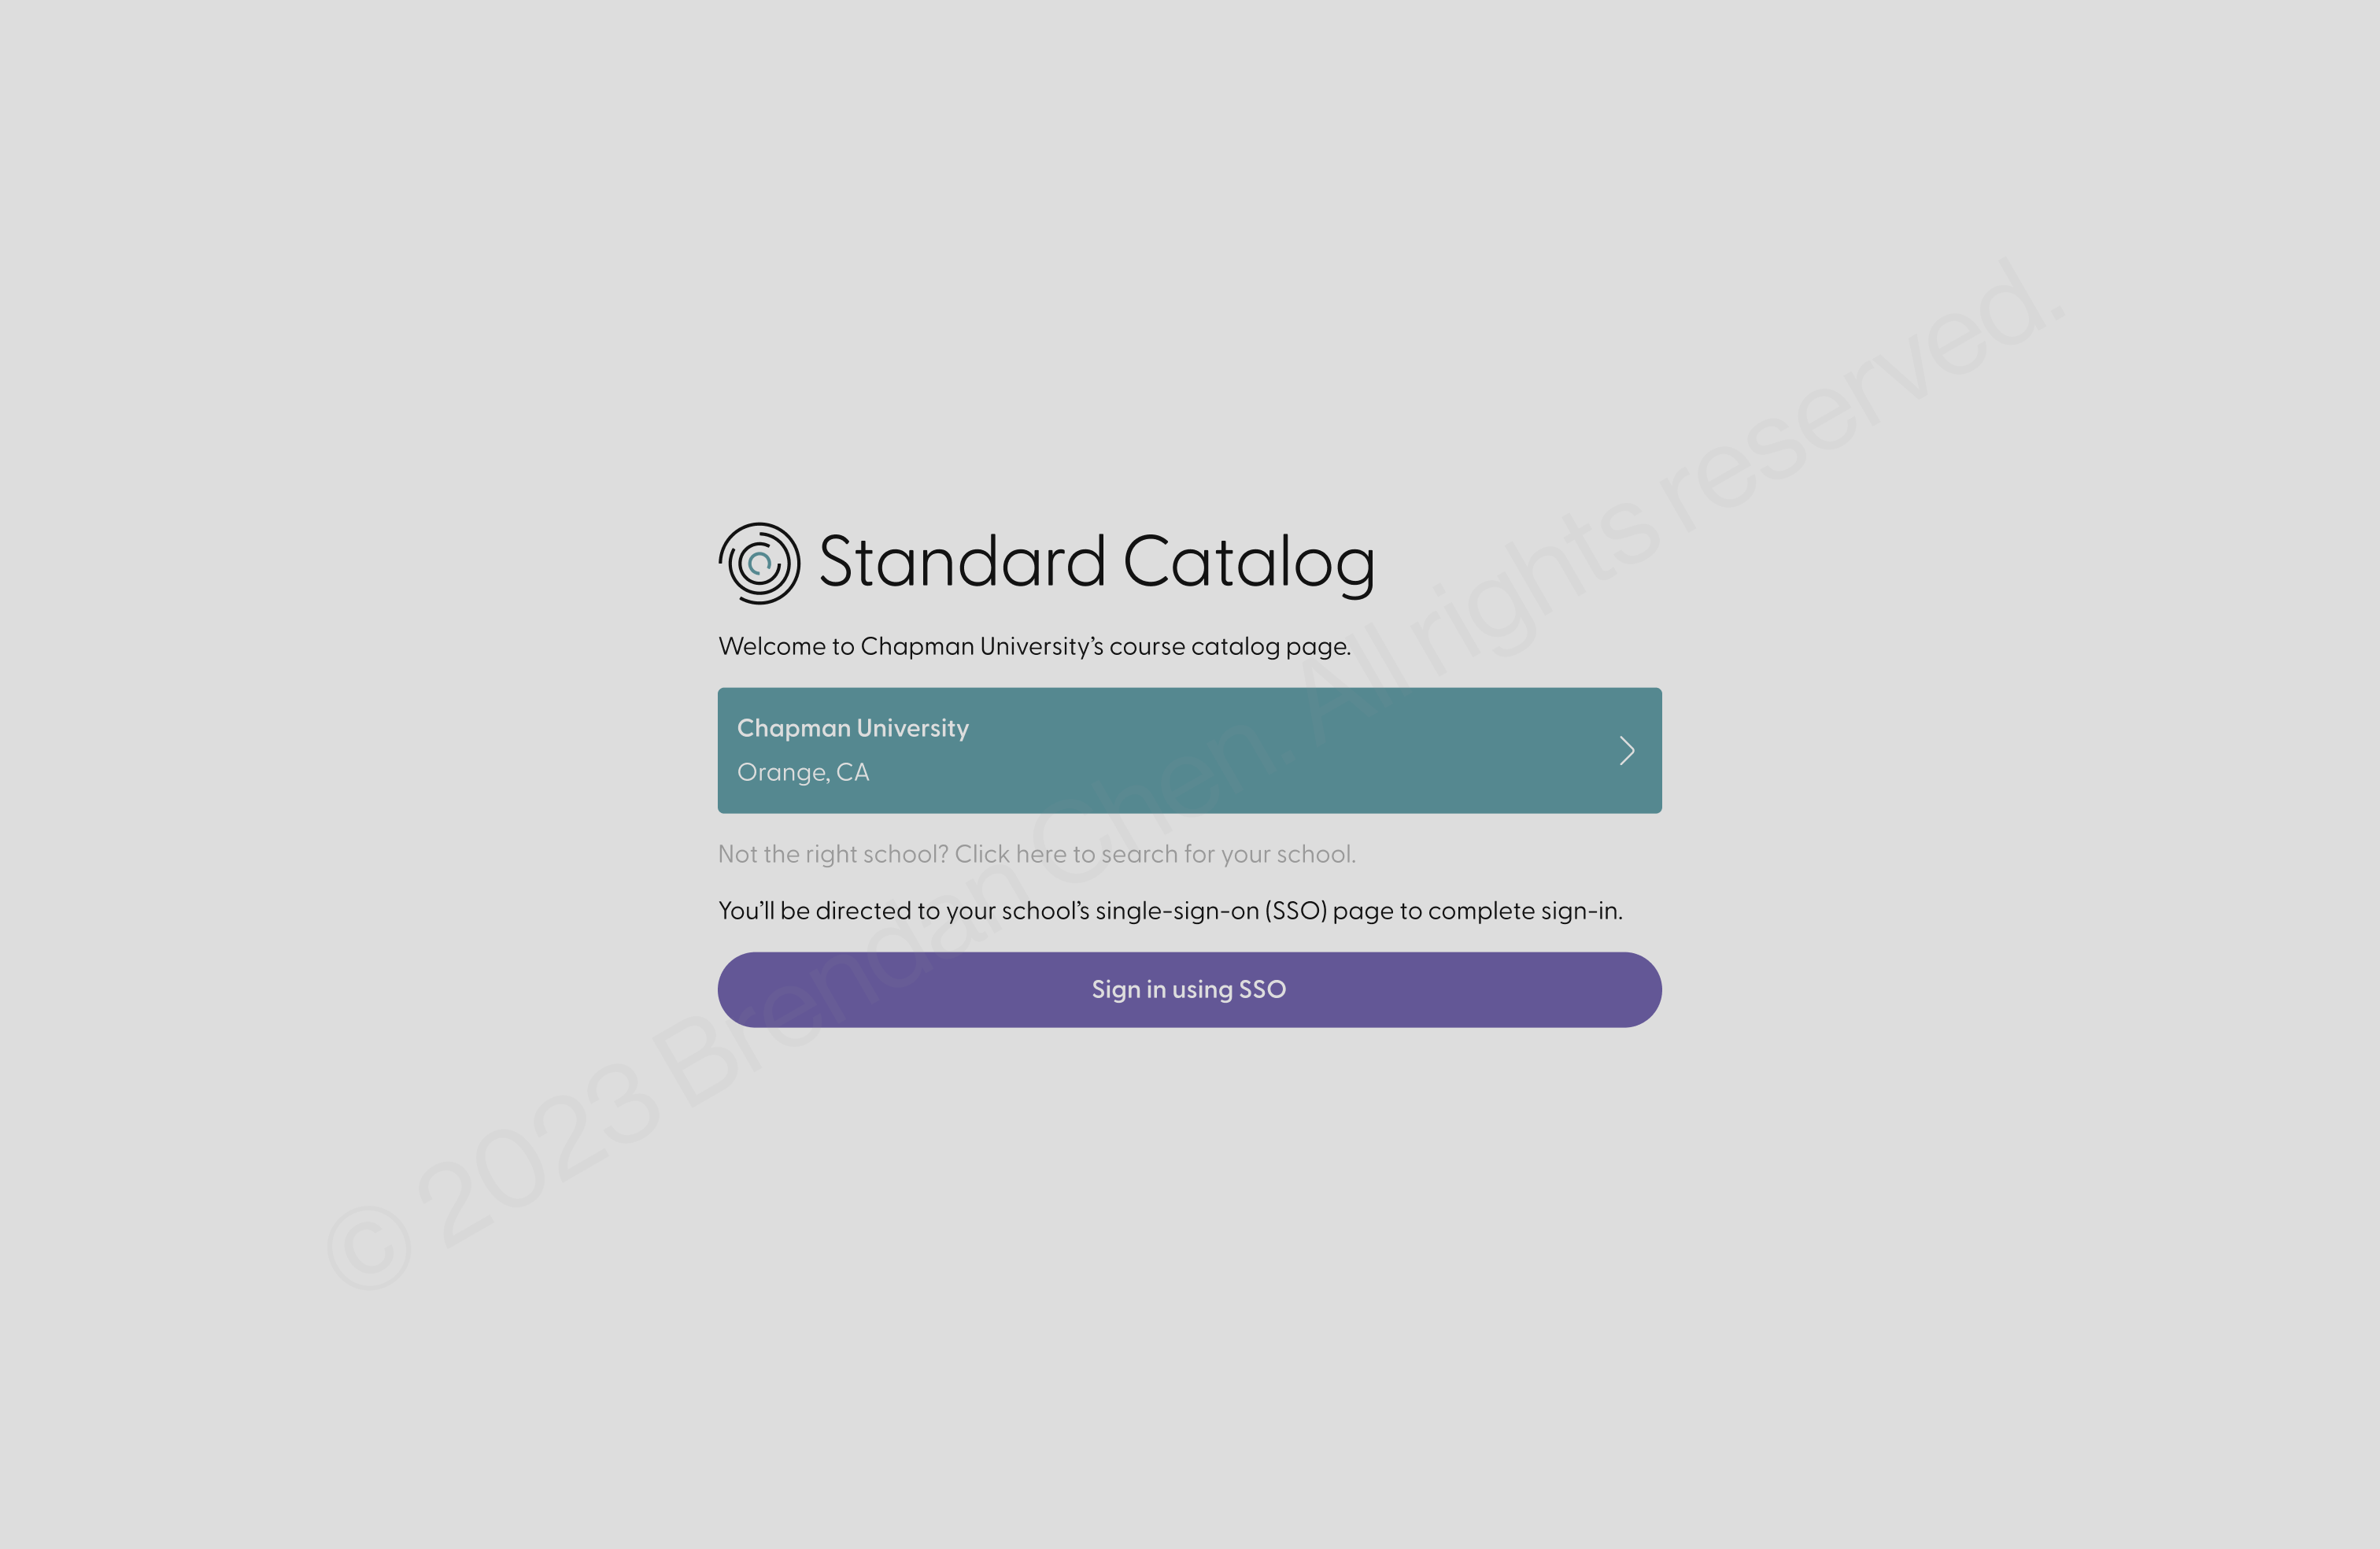 Standard Catalog
Welcome to Chapman University’s course catalog page.
Chapman University
Orange, CA
Not the right school? Click here to search for your school.
You’ll be directed to your school’s single-sign-on (SSO) page to complete sign-in.
Sign in using SSO
© 2023 Brendan Chen. All rights reserved.